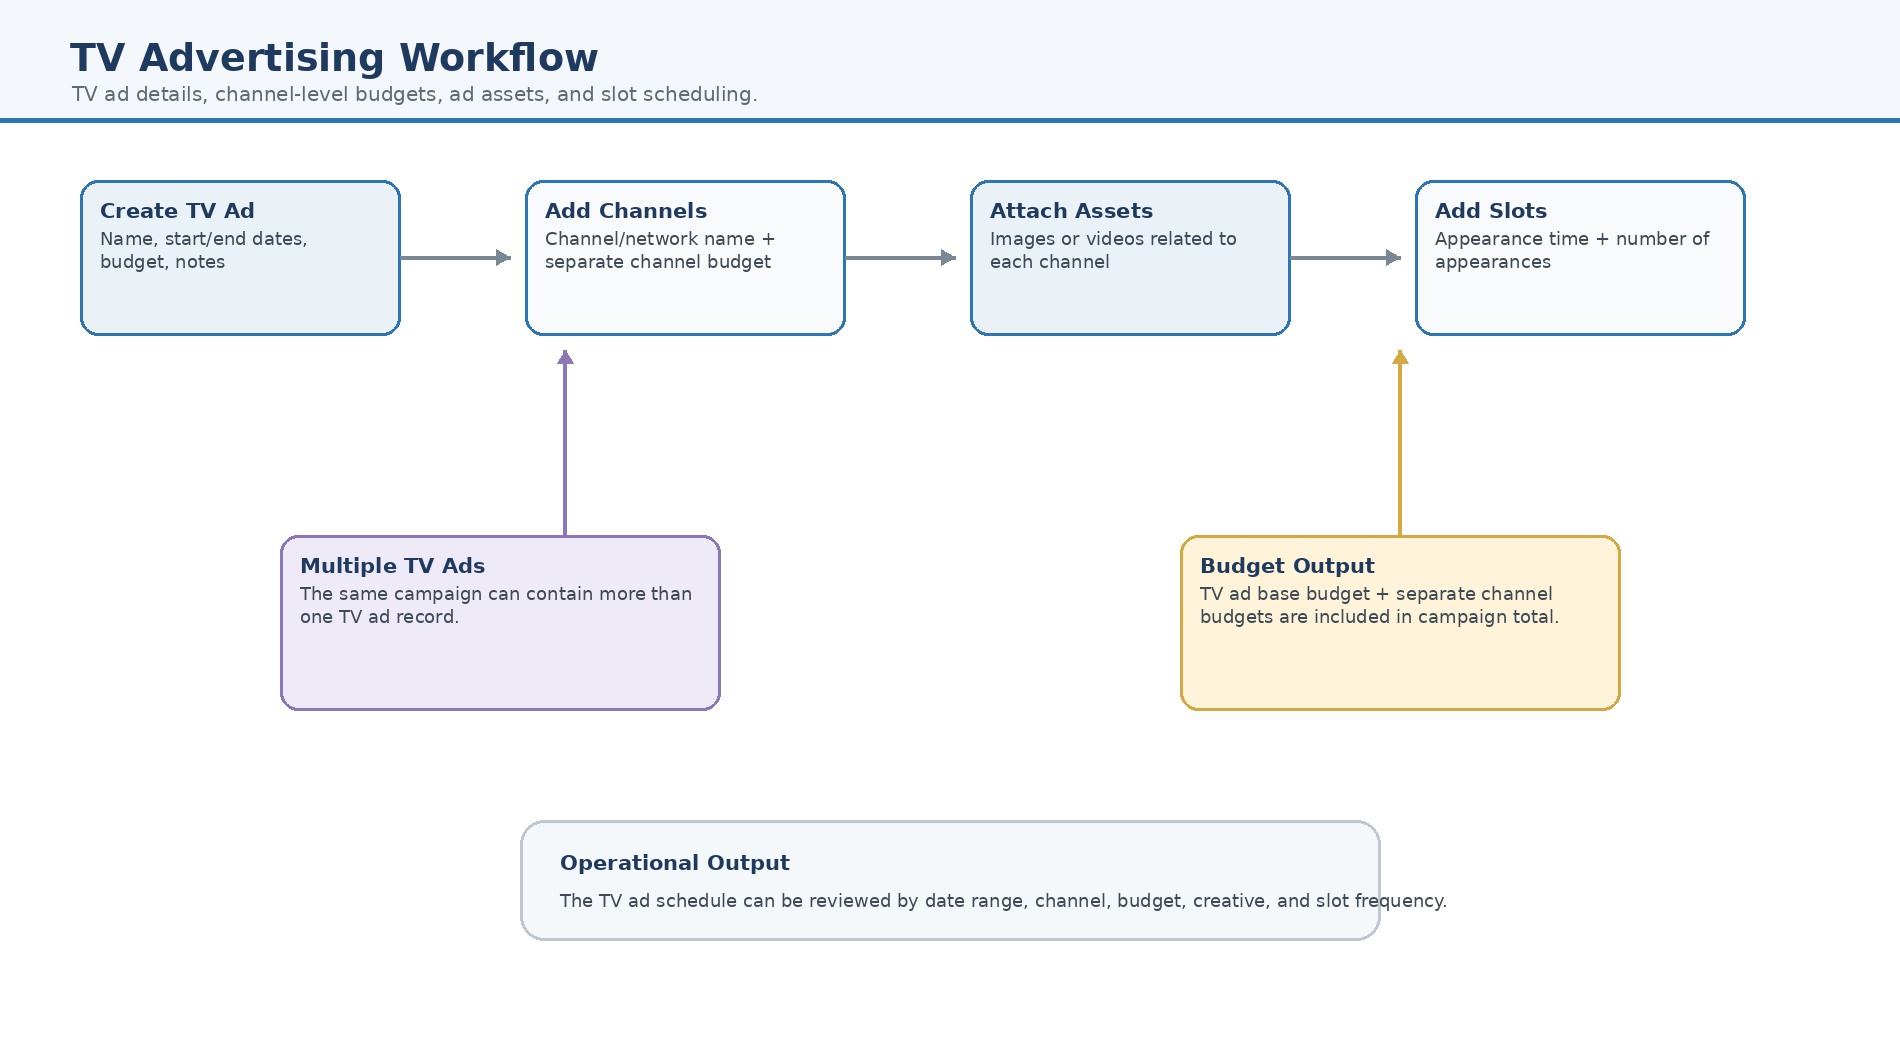 TV Advertising Workflow
TV ad details, channel-level budgets, ad assets, and slot scheduling.
Create TV Ad
Name, start/end dates,
budget, notes
Add Channels
Channel/network name +
separate channel budget
Attach Assets
Images or videos related to
each channel
Add Slots
Appearance time + number of
appearances
Multiple TV Ads
The same campaign can contain more than
one TV ad record.
Budget Output
TV ad base budget + separate channel
budgets are included in campaign total.
Operational Output
The TV ad schedule can be reviewed by date range, channel, budget, creative, and slot frequency.